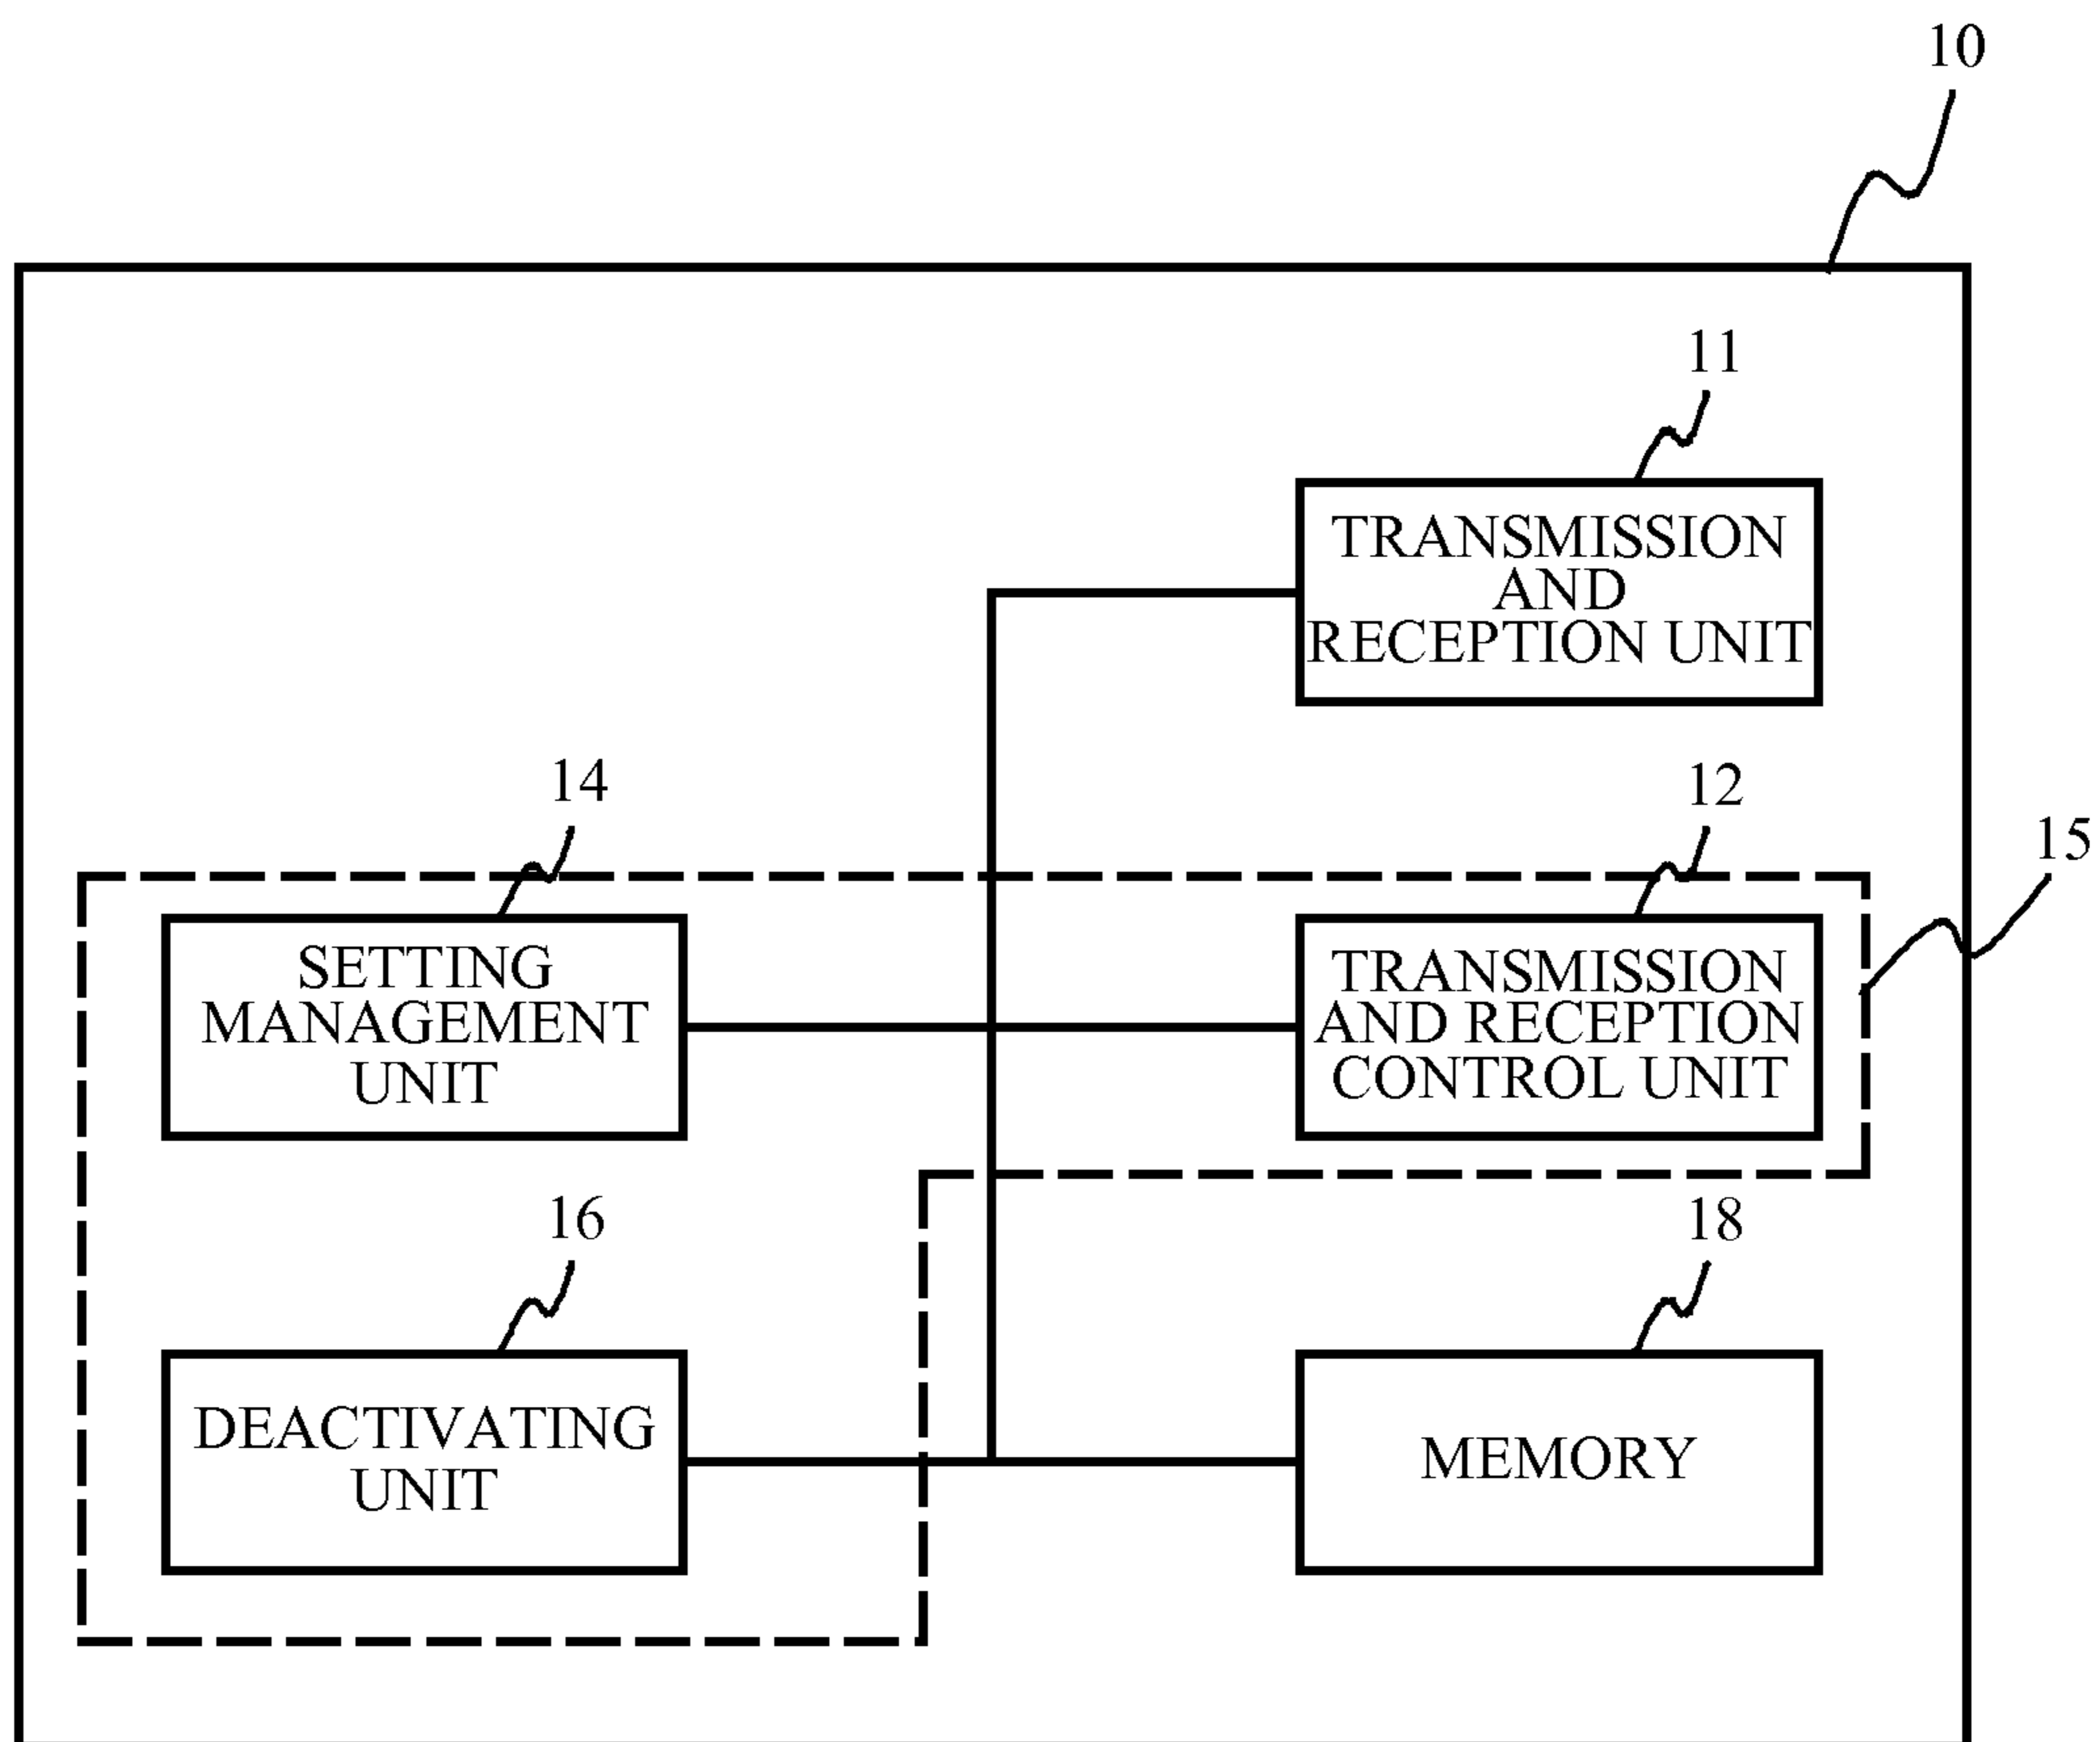 10
11
TRANSMISSION
AND
RECEPTION UNIT
14
12
15
SETTING
MANAGEMENT
UNIT
TRANSMISSION
AND RECEPTION
CONTROL UNIT
16
18
DEACTIVATING
UNIT
MEMORY